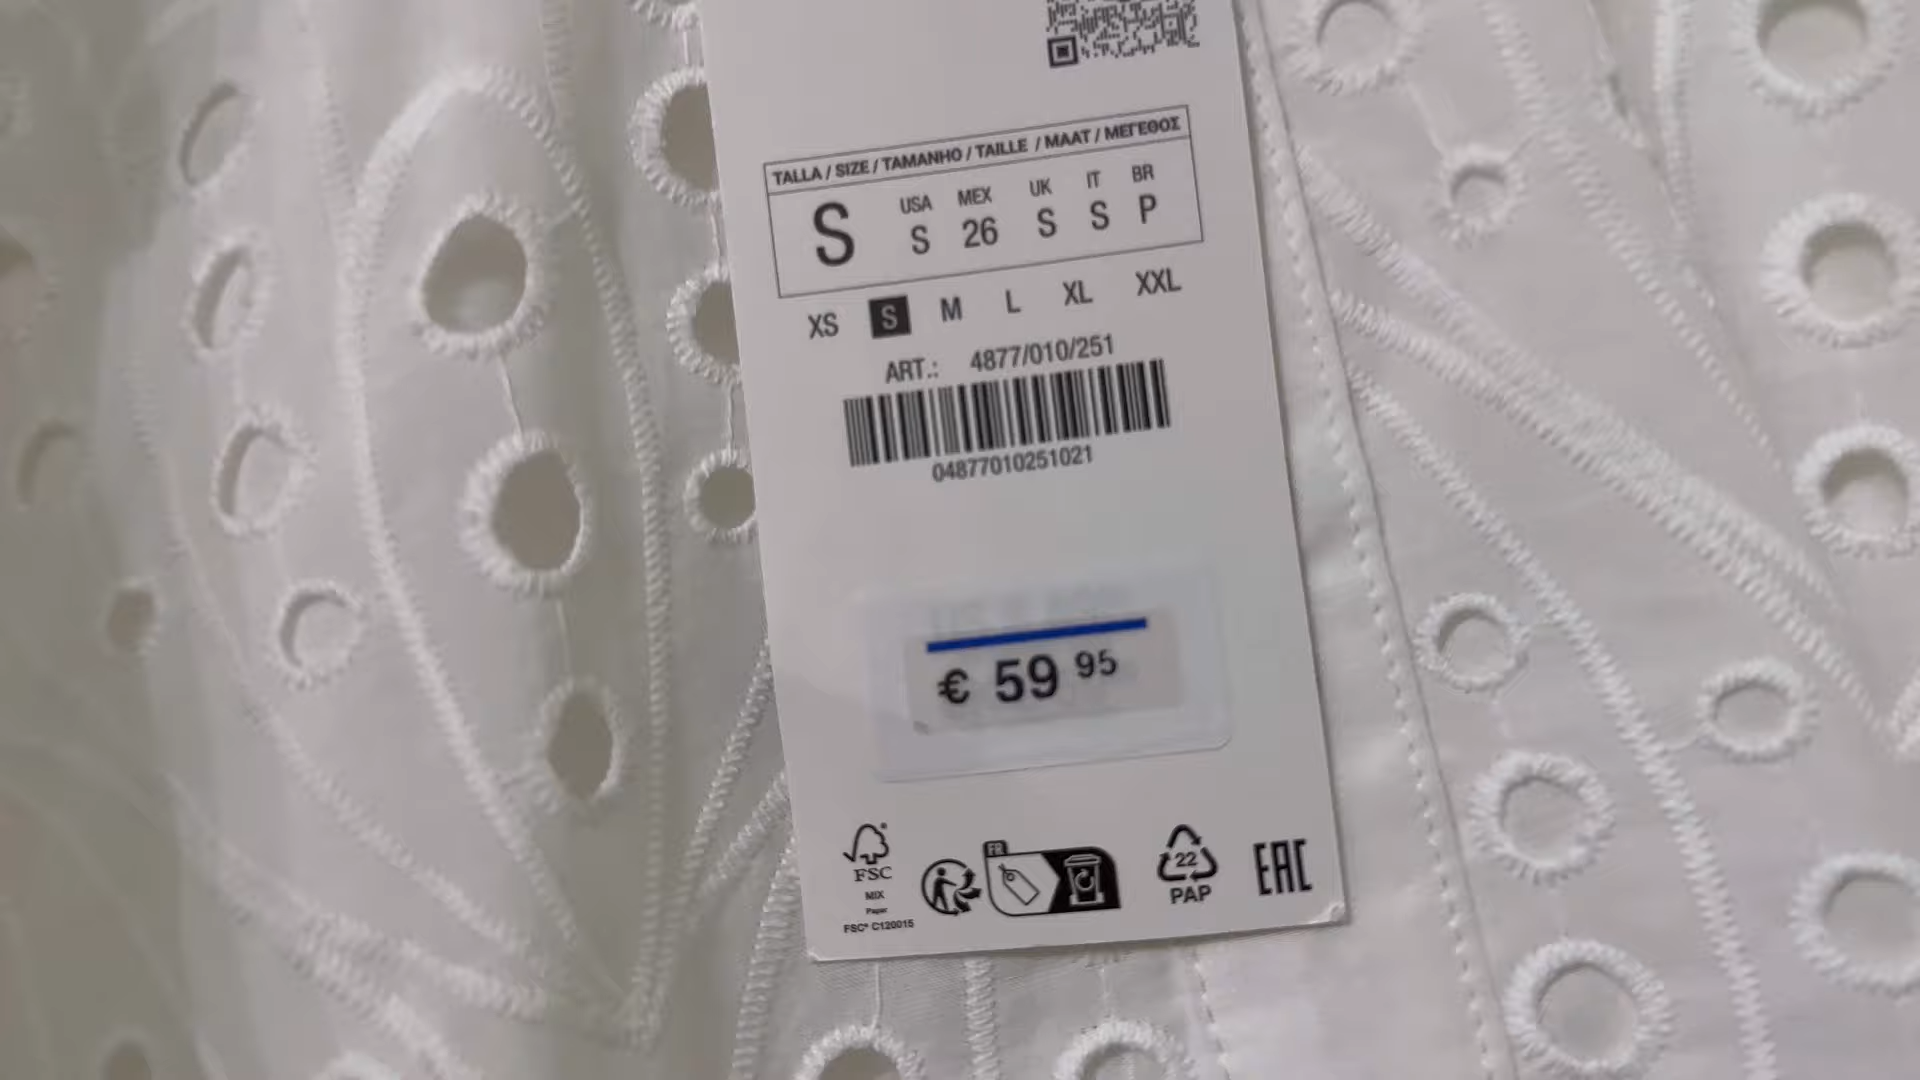 TALLA / SIZE / TAMANHO / TAILLE / MAAT / ΜΕΓΕΘΟΣ
USA MEX UK IT BR
S S 26 S S P
XS S M L XL XXL
ART.: 4877/010/251
04877010251021
€ 59 95
FSC
MIX
Paper
FSC® C120015
FR
22
PAP
EAC